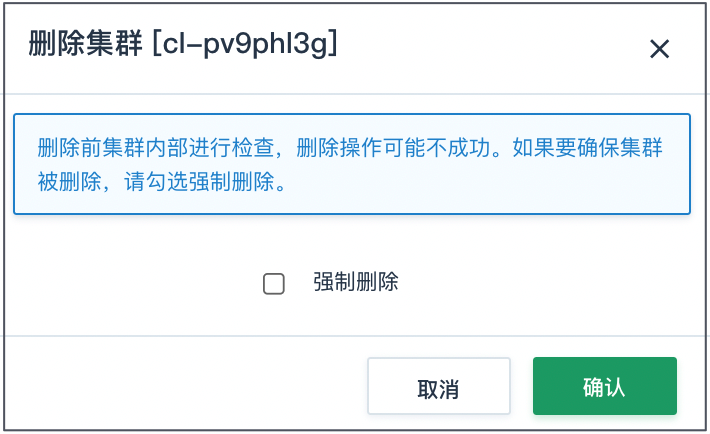 删除集群 [cl-pv9phl3g]
删除前集群内部进行检查，删除操作可能不成功。如果要确保集群
被删除，请勾选强制删除。
强制删除
取消
确认